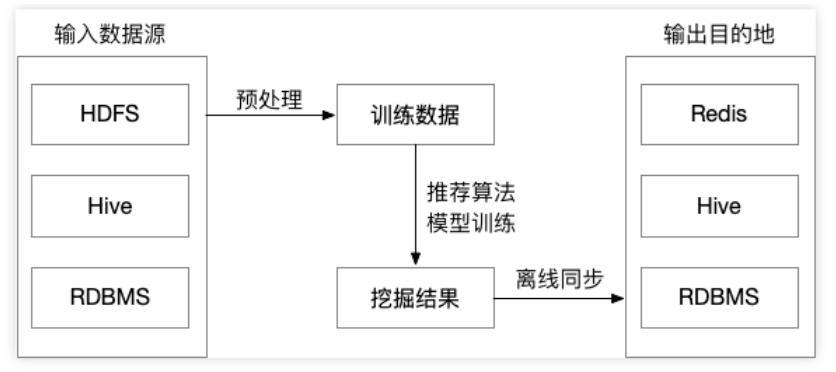 输入数据源
HDFS
Hive
RDBMS
预处理
训练数据
推荐算法
模型训练
挖掘结果
离线同步
输出目的地
Redis
Hive
RDBMS